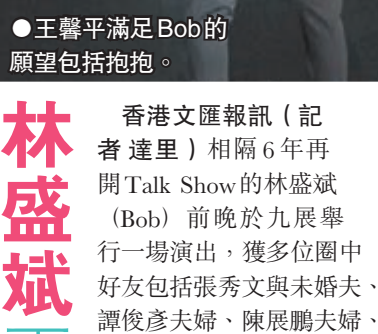 ●王馨平滿足Bob的
願望包括抱抱。
林盛斌
香港文匯報訊（記
者 達里）相隔6年再
開Talk Show的林盛斌
（Bob）前晚於九展舉
行一場演出，獲多位圈中
好友包括張秀文與未婚夫、
譚俊彥夫婦、陳展鵬夫婦、